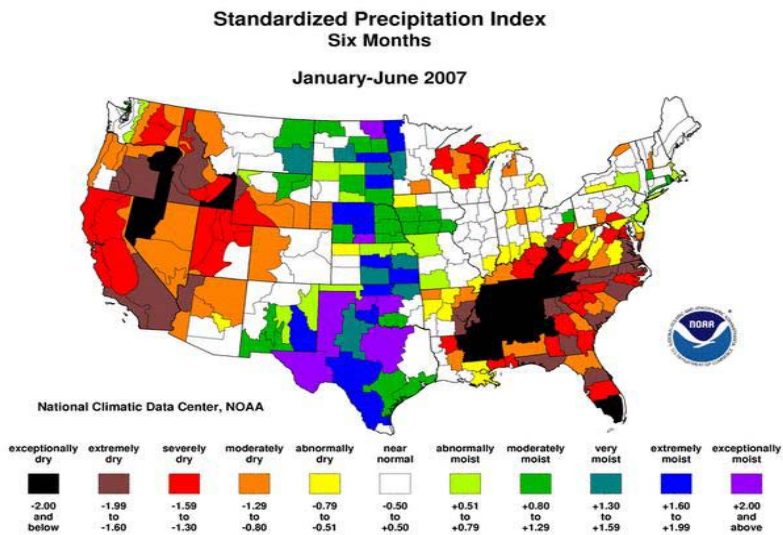 Standardized Precipitation Index
Six Months
January-June 2007
NOAA
National Climatic Data Center, NOAA
exceptionally dry
extremely dry
severely dry
moderately dry
abnormally dry
near normal
abnormally moist
moderately moist
very moist
extremely moist
exceptionally moist
-2.00 and below
-1.99 to -1.60
-1.59 to -1.30
-1.29 to -0.80
-0.79 to -0.51
-0.50 to +0.50
+0.51 to +0.79
+0.80 to +1.29
+1.30 to +1.59
+1.60 to +1.99
+2.00 and above